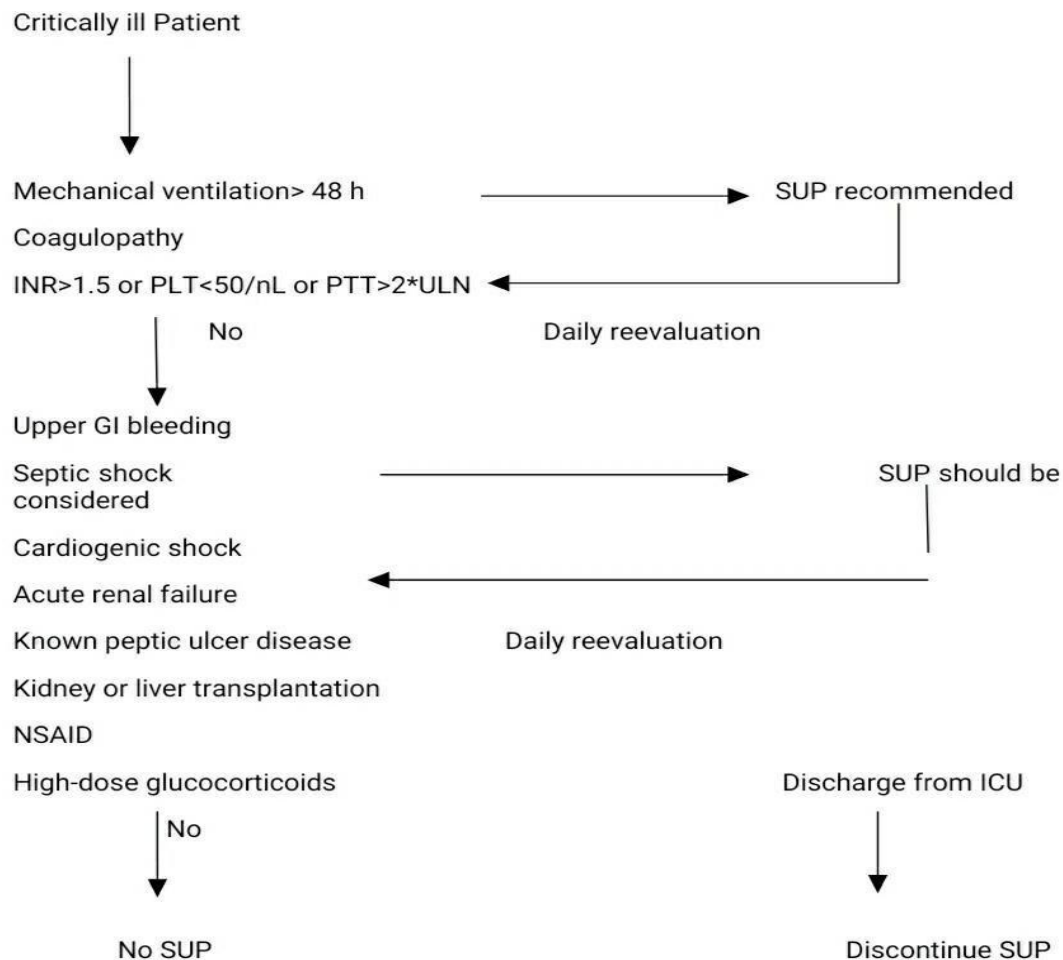 Critically ill Patient
Mechanical ventilation> 48 h SUP recommended
Coagulopathy
INR>1.5 or PLT<50/nL or PTT>2*ULN
No Daily reevaluation
Upper GI bleeding
Septic shock SUP should be
considered
Cardiogenic shock
Acute renal failure
Known peptic ulcer disease Daily reevaluation
Kidney or liver transplantation
NSAID
High-dose glucocorticoids Discharge from ICU
No
No SUP Discontinue SUP